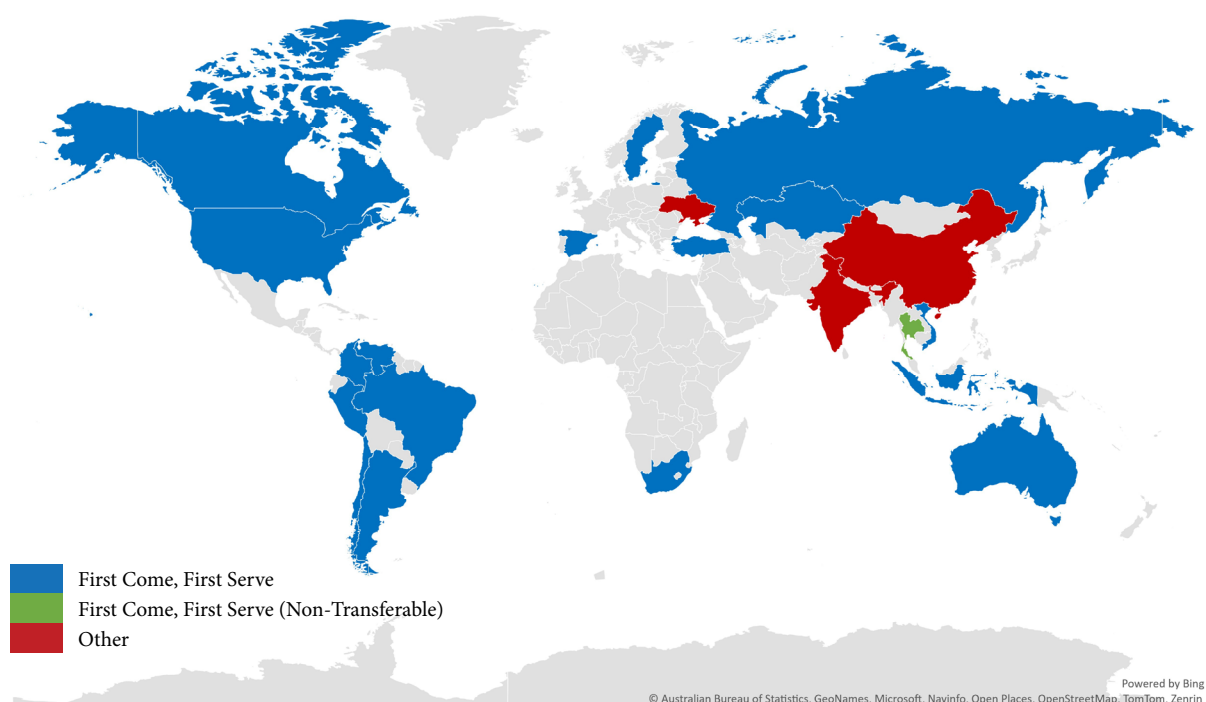 First Come, First Serve
First Come, First Serve (Non-Transferable)
Other
Powered by Bing
© Australian Bureau of Statistics, GeoNames, Microsoft, Navinfo, Open Places, OpenStreetMap, TomTom, Zenrin